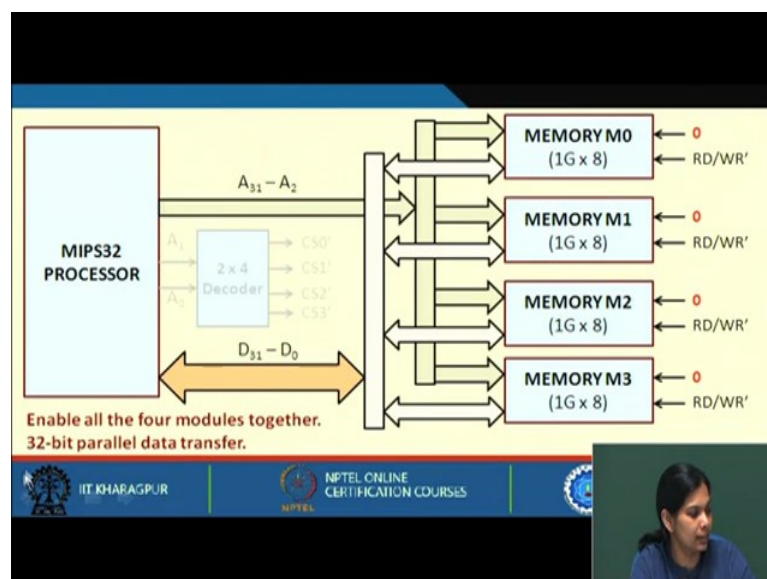 MIPS32
PROCESSOR
A31 – A2
A1
A0
2 x 4
Decoder
CS0'
CS1'
CS2'
CS3'
D31 – D0
MEMORY M0
(1G x 8)
0
RD/WR'
MEMORY M1
(1G x 8)
0
RD/WR'
MEMORY M2
(1G x 8)
0
RD/WR'
MEMORY M3
(1G x 8)
0
RD/WR'
Enable all the four modules together.
32-bit parallel data transfer.
IIT KHARAGPUR
NPTEL
NPTEL ONLINE
CERTIFICATION COURSES